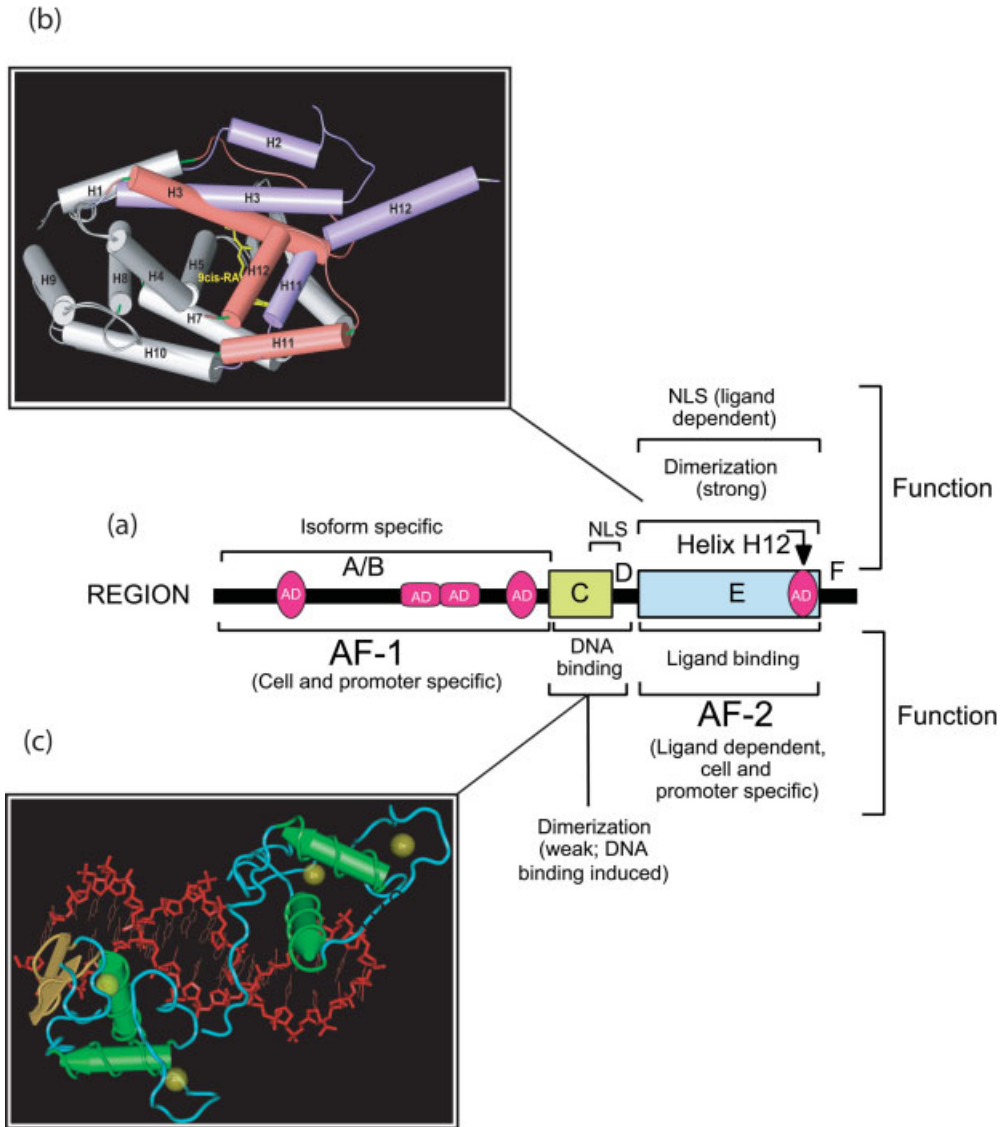 (b)
H2
H1
H3
H3
H12
H9
H8
H4
H5
9cis-RA
H12
H11
H7
H10
H11
NLS (ligand
dependent)
Dimerization
(strong)
Function
(a)
Isoform specific
NLS
Helix H12
A/B
D
F
REGION
AD
AD
AD
AD
C
E
AD
AF-1
(Cell and promoter specific)
DNA
binding
Ligand binding
AF-2
(Ligand dependent,
cell and
promoter specific)
Function
(c)
Dimerization
(weak; DNA
binding induced)